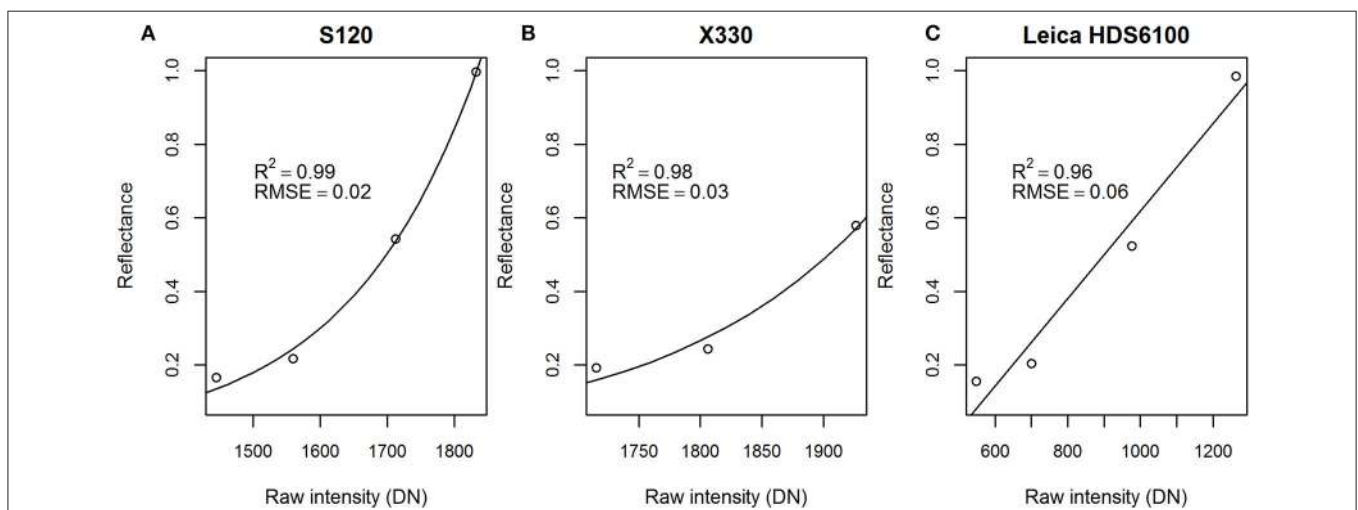 A
S120
R² = 0.99
RMSE = 0.02
Reflectance
0.2
0.4
0.6
0.8
1.0
1500
1600
1700
1800
Raw intensity (DN)
B
X330
R² = 0.98
RMSE = 0.03
Reflectance
0.2
0.4
0.6
0.8
1.0
1750
1800
1850
1900
Raw intensity (DN)
C
Leica HDS6100
R² = 0.96
RMSE = 0.06
Reflectance
0.2
0.4
0.6
0.8
1.0
600
800
1000
1200
Raw intensity (DN)